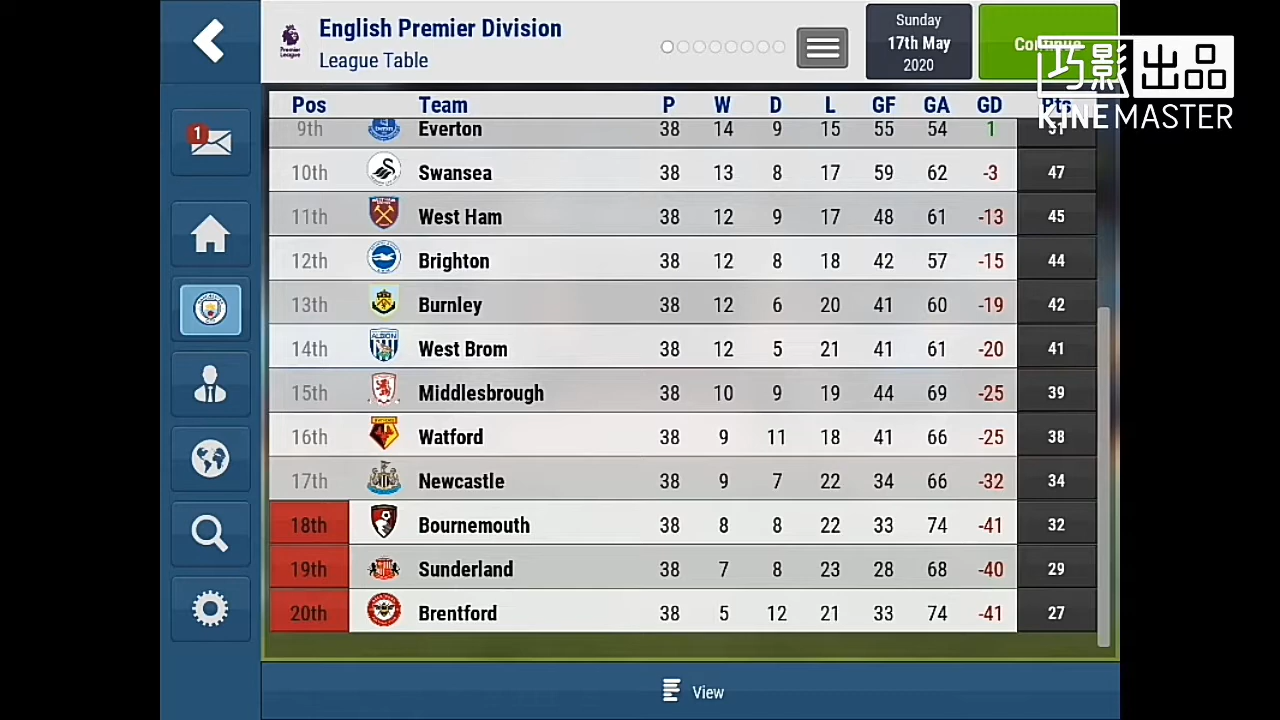 English Premier Division
League Table
Sunday
17th May
2020
巧影出品
KINEMASTER
1
Pos Team P W D L GF GA GD Pts
9th Everton 38 14 9 15 55 54 1 51
10th Swansea 38 13 8 17 59 62 -3 47
11th West Ham 38 12 9 17 48 61 -13 45
12th Brighton 38 12 8 18 42 57 -15 44
13th Burnley 38 12 6 20 41 60 -19 42
14th West Brom 38 12 5 21 41 61 -20 41
15th Middlesbrough 38 10 9 19 44 69 -25 39
16th Watford 38 9 11 18 41 66 -25 38
17th Newcastle 38 9 7 22 34 66 -32 34
18th Bournemouth 38 8 8 22 33 74 -41 32
19th Sunderland 38 7 8 23 28 68 -40 29
20th Brentford 38 5 12 21 33 74 -41 27
View